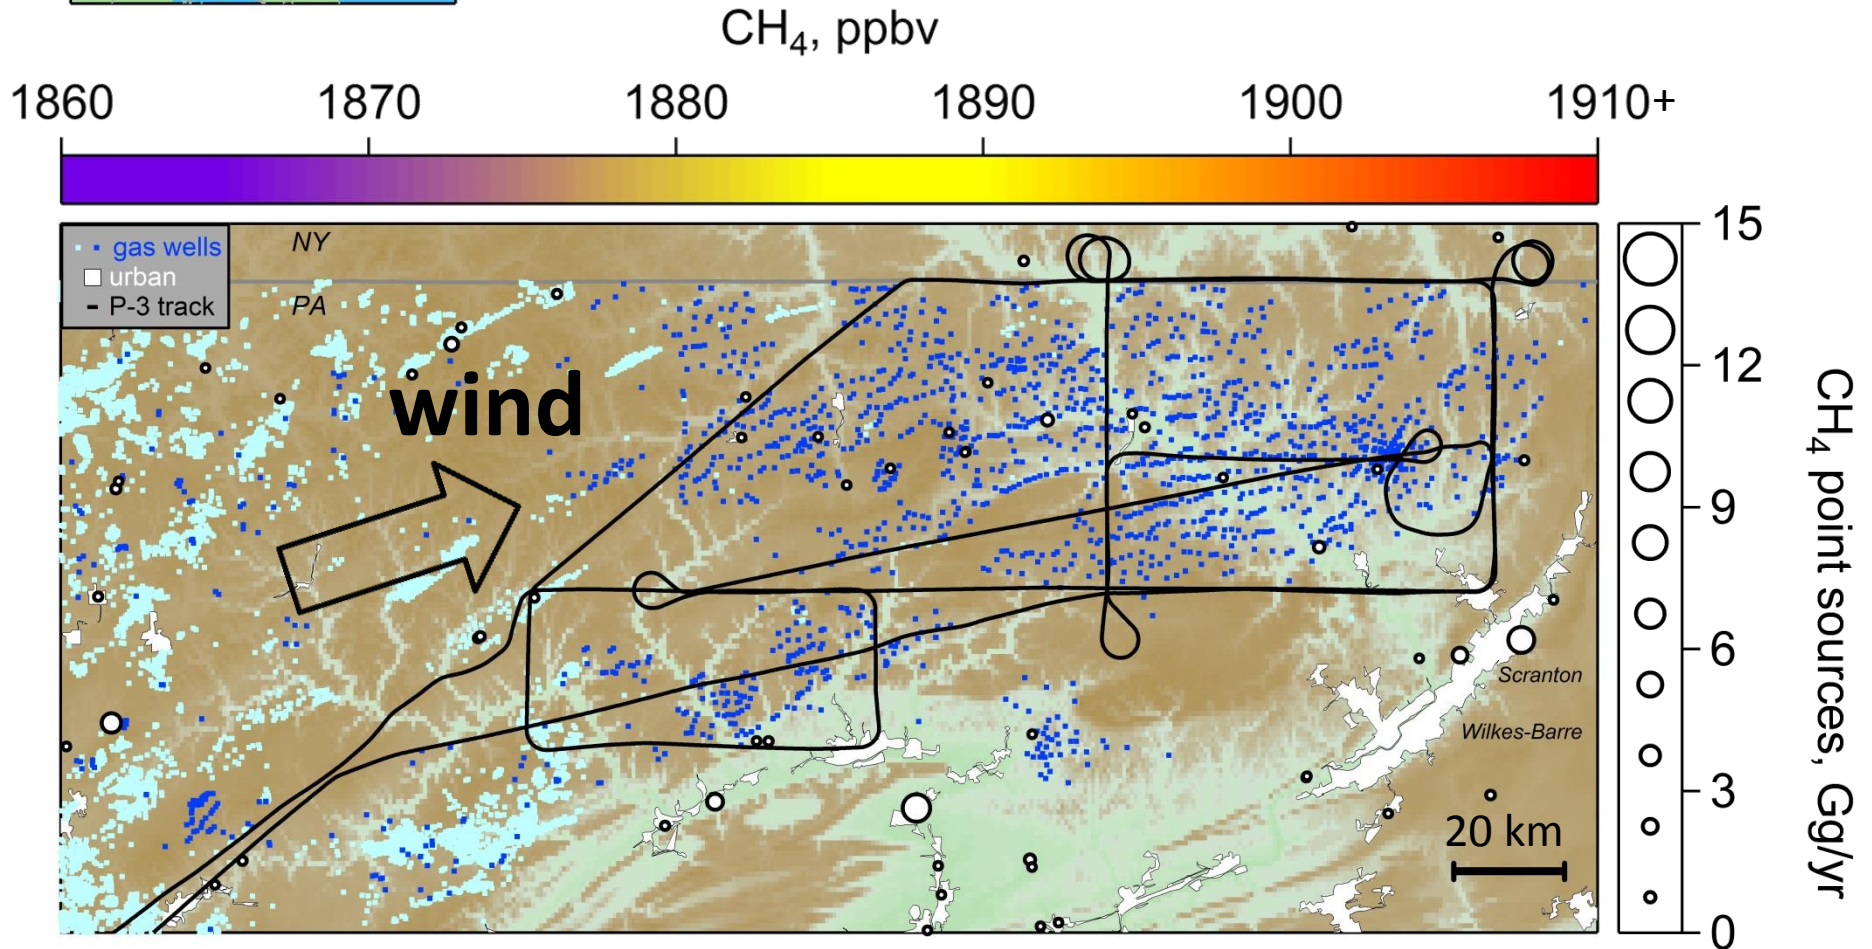 CH₄, ppbv
1860 1870 1880 1890 1900 1910+
gas wells
urban
P-3 track
NY
PA
wind
Scranton
Wilkes-Barre
20 km
15
12
9
6
3
0
CH₄ point sources, Gg/yr